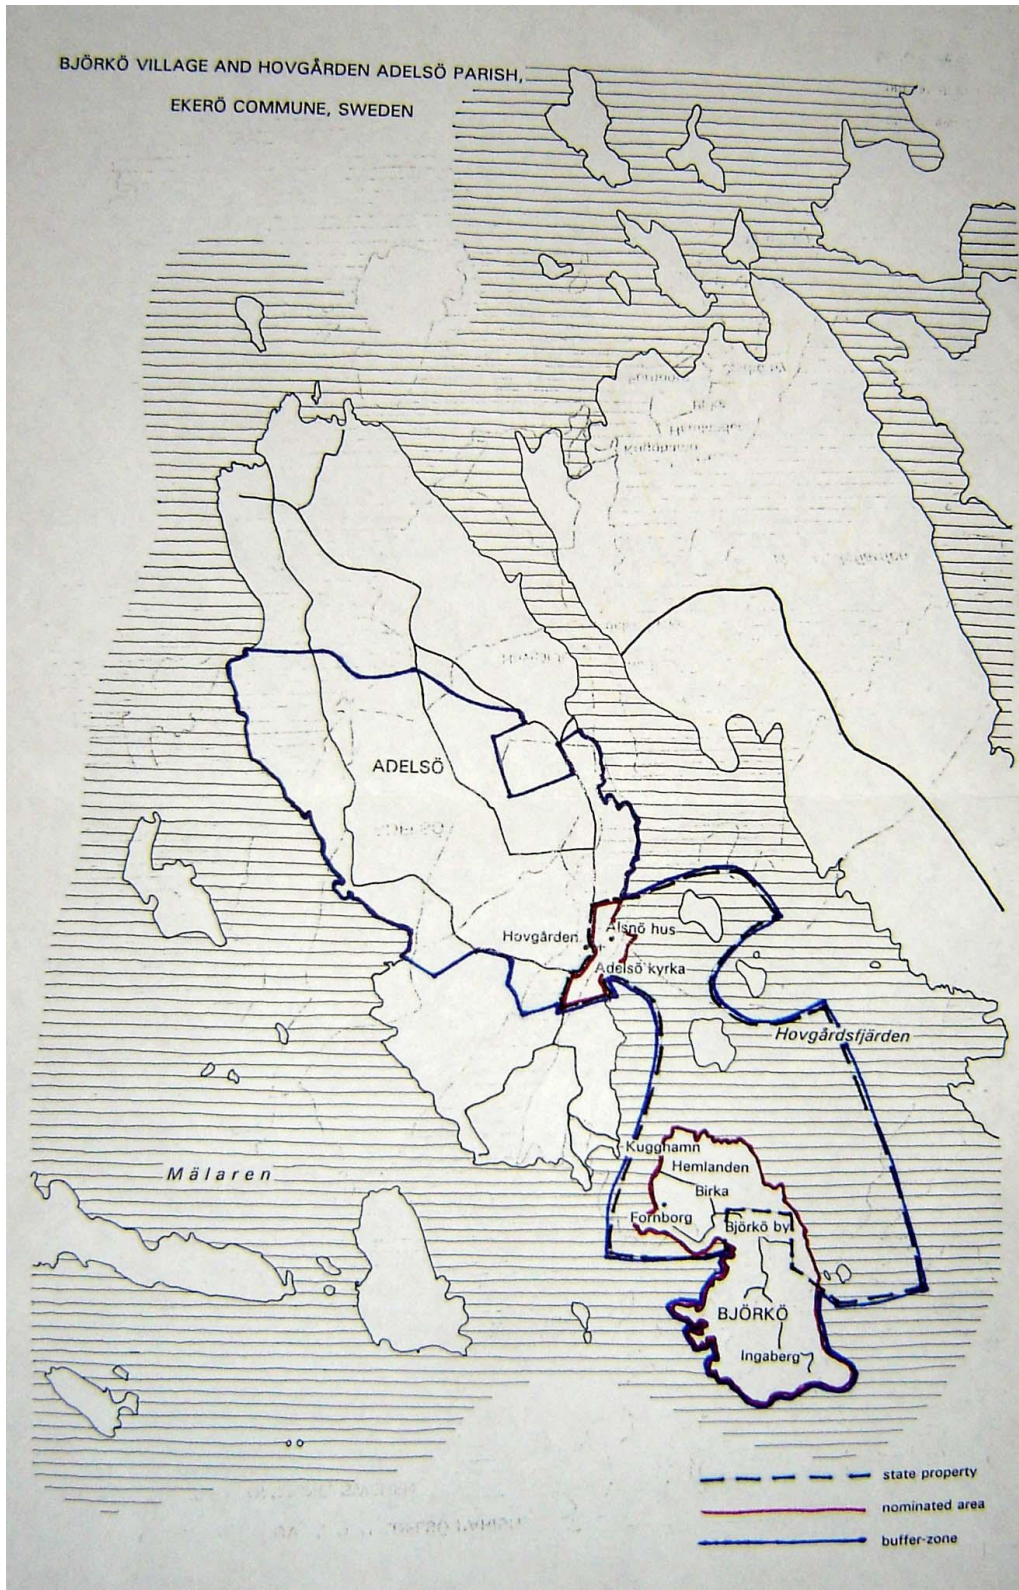 BJÖRKÖ VILLAGE AND HOVGÅRDEN ADELSÖ PARISH,
EKERÖ COMMUNE, SWEDEN
ADELSÖ
Hovgården
Alsnö hus
Adelsö kyrka
Hovgårdsfjärden
Kugghamn
Hemlanden
Mälaren
Birka
Fornborg
Björkö by
BJÖRKÖ
Ingaberg
state property
nominated area
buffer-zone